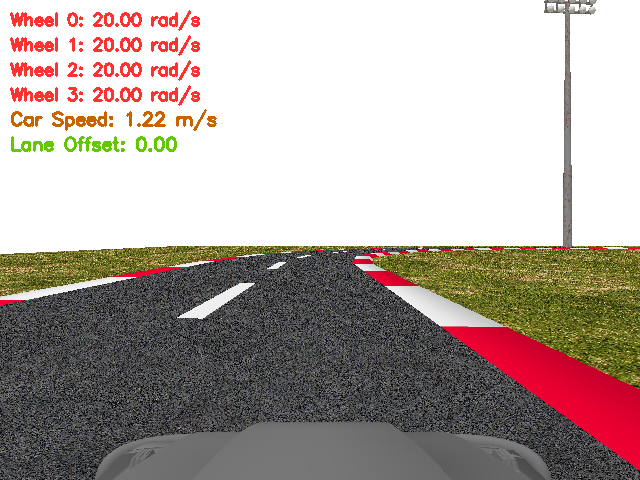 Wheel 0: 20.00 rad/s
Wheel 1: 20.00 rad/s
Wheel 2: 20.00 rad/s
Wheel 3: 20.00 rad/s
Car Speed: 1.22 m/s
Lane Offset: 0.00